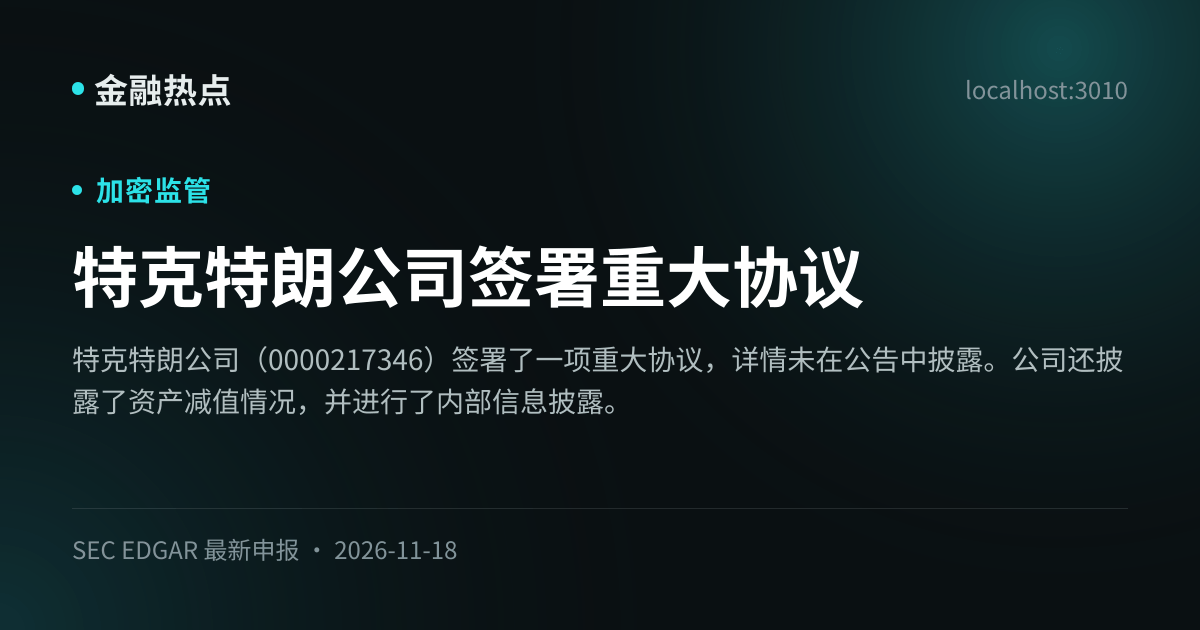 金融热点
localhost:3010
加密监管
特克特朗公司签署重大协议
特克特朗公司（0000217346）签署了一项重大协议，详情未在公告中披露。公司还披
露了资产减值情况，并进行了内部信息披露。
SEC EDGAR 最新申报 · 2026-11-18